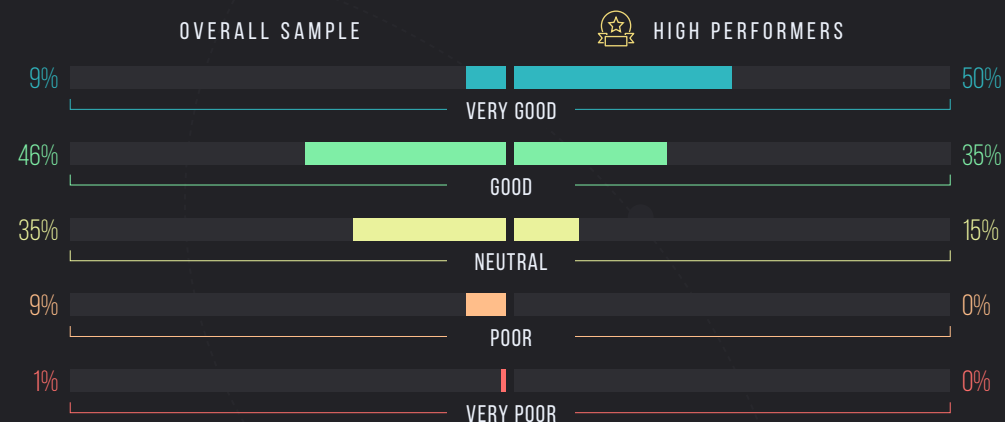 OVERALL SAMPLE HIGH PERFORMERS
9% 50%
VERY GOOD
46% 35%
GOOD
35% 15%
NEUTRAL
9% 0%
POOR
1% 0%
VERY POOR